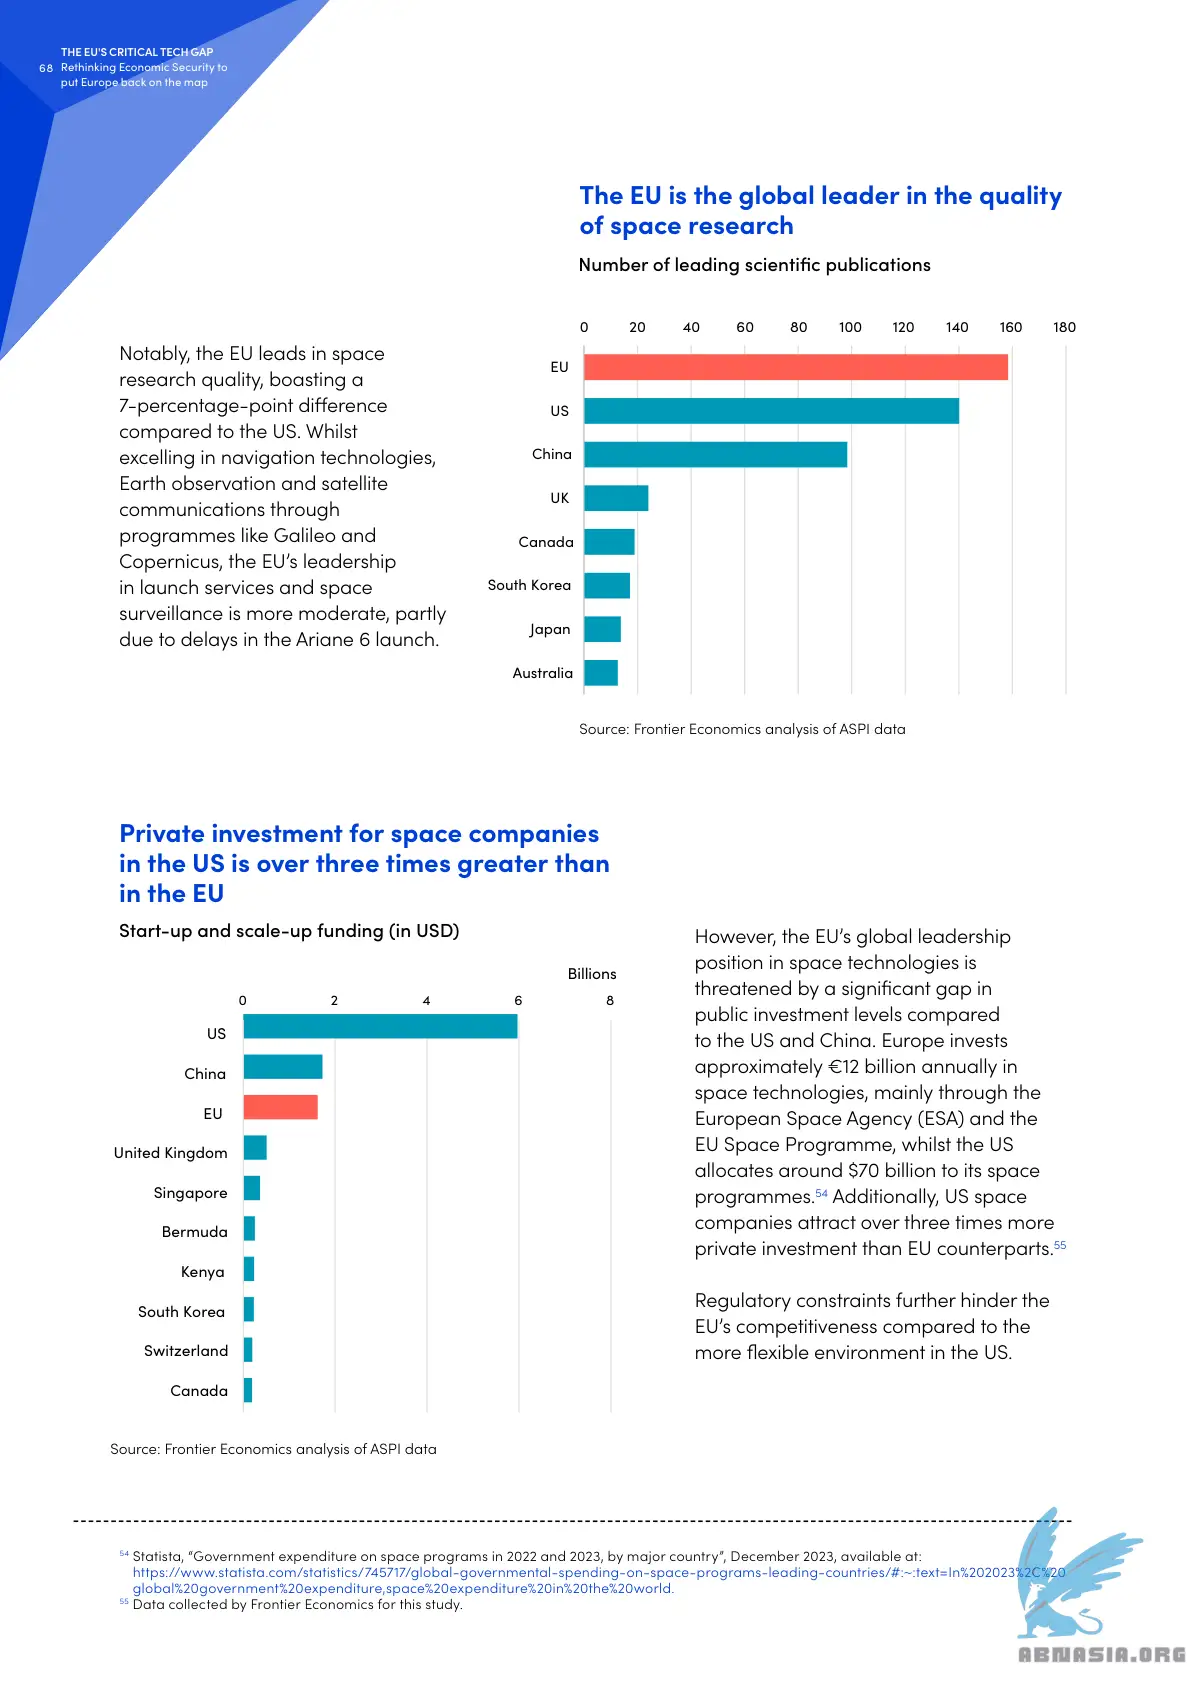 THE EU'S CRITICAL TECH GAP
68 Rethinking Economic Security to
put Europe back on the map
The EU is the global leader in the quality
of space research
Number of leading scientific publications
0 20 40 60 80 100 120 140 160 180
EU
US
China
UK
Canada
South Korea
Japan
Australia
Source: Frontier Economics analysis of ASPI data
Notably, the EU leads in space
research quality, boasting a
7-percentage-point difference
compared to the US. Whilst
excelling in navigation technologies,
Earth observation and satellite
communications through
programmes like Galileo and
Copernicus, the EU’s leadership
in launch services and space
surveillance is more moderate, partly
due to delays in the Ariane 6 launch.
Private investment for space companies
in the US is over three times greater than
in the EU
Start-up and scale-up funding (in USD)
Billions
0 2 4 6 8
US
China
EU
United Kingdom
Singapore
Bermuda
Kenya
South Korea
Switzerland
Canada
Source: Frontier Economics analysis of ASPI data
However, the EU’s global leadership
position in space technologies is
threatened by a significant gap in
public investment levels compared
to the US and China. Europe invests
approximately €12 billion annually in
space technologies, mainly through the
European Space Agency (ESA) and the
EU Space Programme, whilst the US
allocates around $70 billion to its space
programmes.54 Additionally, US space
companies attract over three times more
private investment than EU counterparts.55
Regulatory constraints further hinder the
EU’s competitiveness compared to the
more flexible environment in the US.
54 Statista, “Government expenditure on space programs in 2022 and 2023, by major country”, December 2023, available at:
https://www.statista.com/statistics/745717/global-governmental-spending-on-space-programs-leading-countries/#:~:text=In%202023%2C%20
global%20government%20expenditure,space%20expenditure%20in%20the%20world.
55 Data collected by Frontier Economics for this study.
ABNASIA.ORG